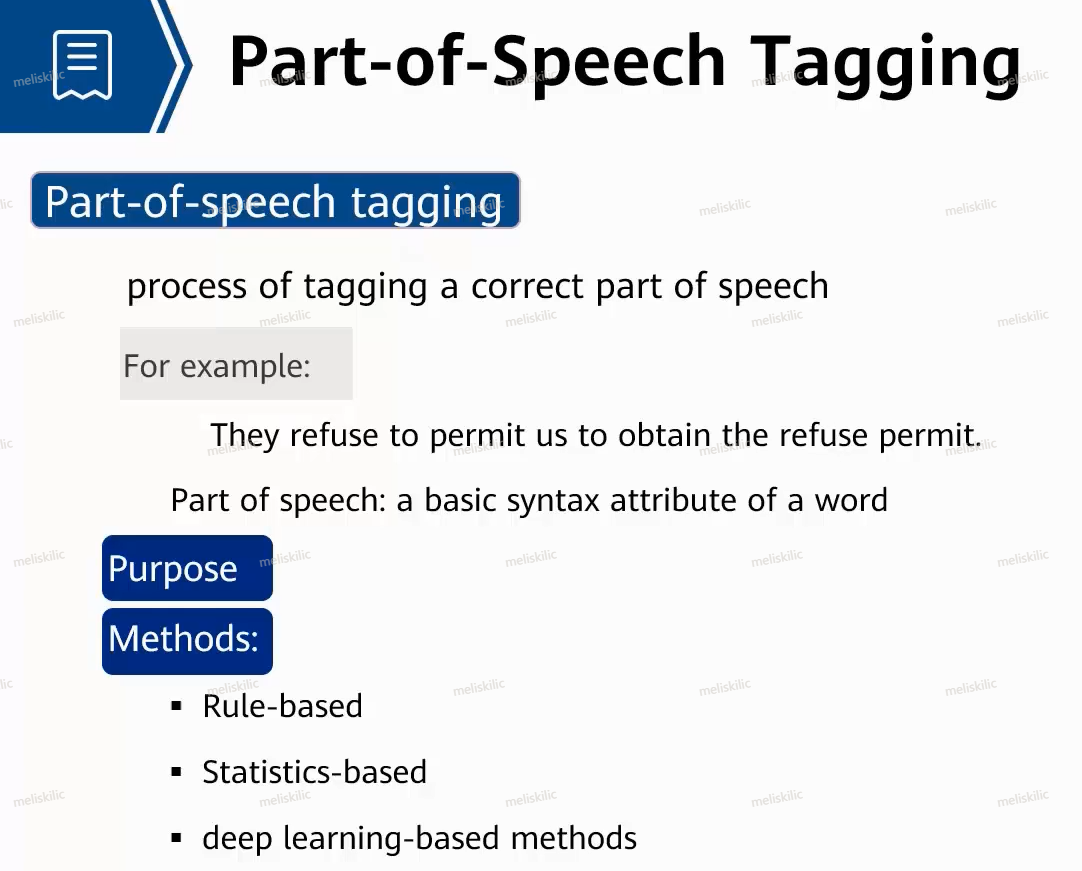 Part-of-Speech Tagging
Part-of-speech tagging
process of tagging a correct part of speech
For example:
They refuse to permit us to obtain the refuse permit.
Part of speech: a basic syntax attribute of a word
Purpose
Methods:
▪ Rule-based
▪ Statistics-based
▪ deep learning-based methods
meliskilic